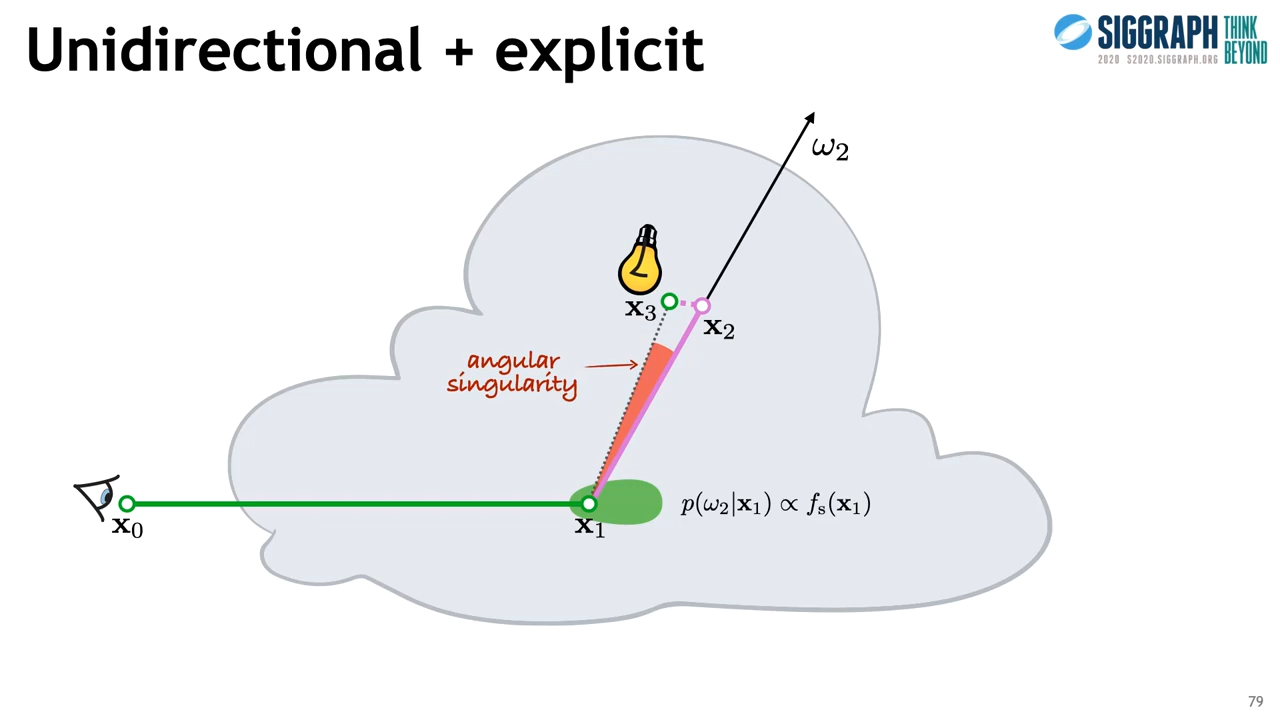 Unidirectional + explicit
SIGGRAPH THINK BEYOND
2020 S2020.SIGGRAPH.ORG
ω₂
x₃
x₂
angular
singularity
x₀
x₁
p(ω₂|x₁) ∝ fₛ(x₁)
79